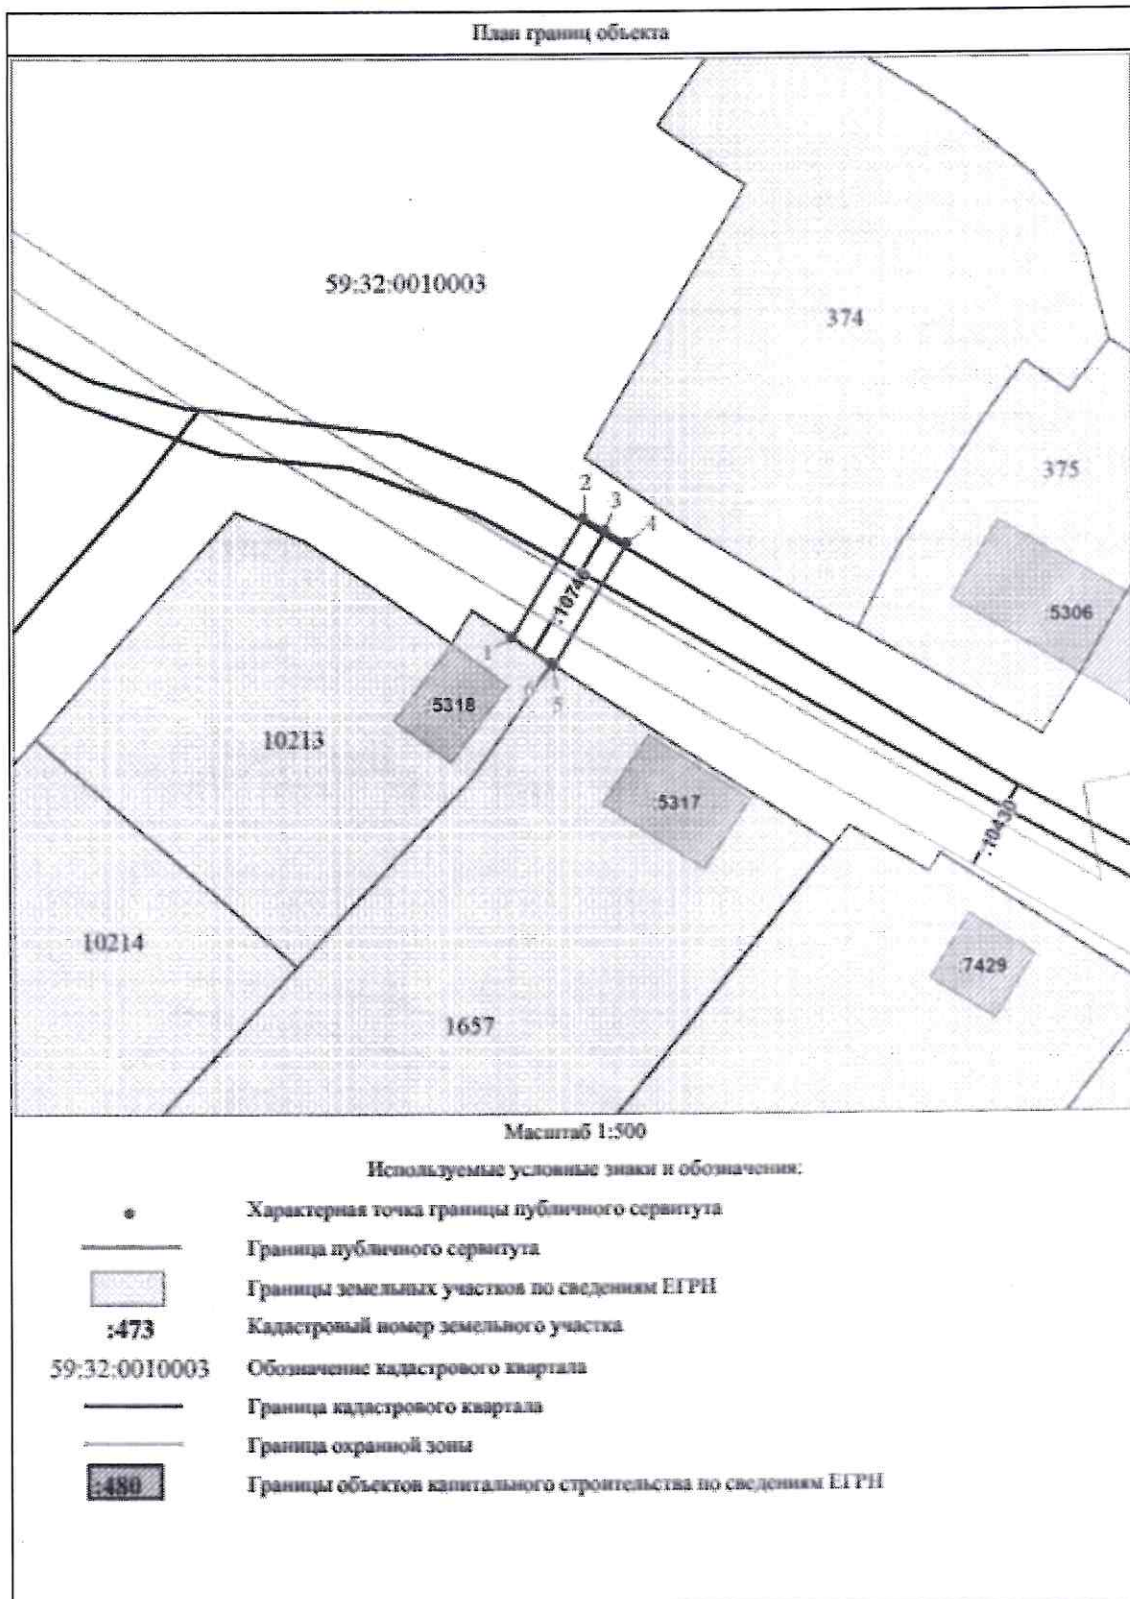 План границ объекта
59:32:0010003
374
375
2
3
4
:10740
5306
1
6
5
:5318
10213
:5317
:10430
10214
:7429
1657
Масштаб 1:500
Используемые условные знаки и обозначения:
Характерная точка границы публичного сервитута
Граница публичного сервитута
Границы земельных участков по сведениям ЕГРН
:473 Кадастровый номер земельного участка
59:32:0010003 Обозначение кадастрового квартала
Граница кадастрового квартала
Граница охранной зоны
:480 Границы объектов капитального строительства по сведениям ЕГРН